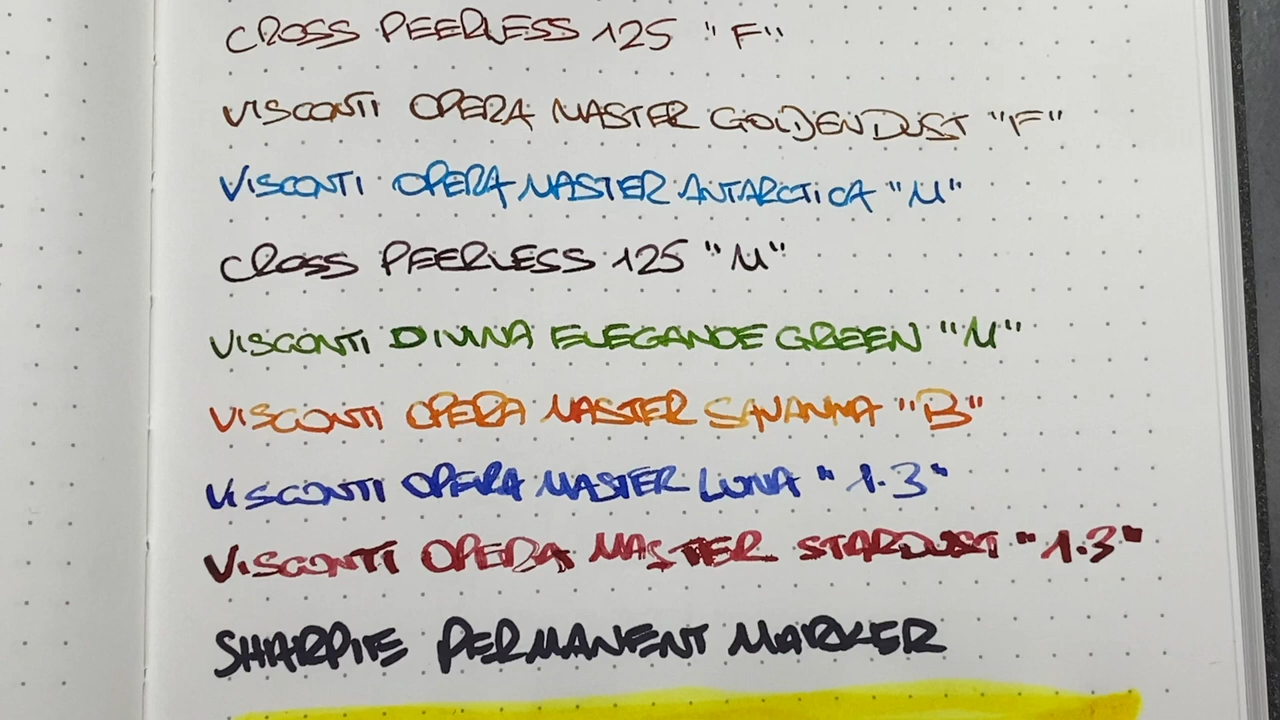 CROSS PEERLESS 125 "F"
VISCONTI OPERA MASTER GOLDENDUST "F"
VISCONTI OPERA MASTER ANTARCTICA "M"
CROSS PEERLESS 125 "M"
VISCONTI DIVINA ELEGANDE GREEN "M"
VISCONTI OPERA MASTER SAVANNA "B"
VISCONTI OPERA MASTER LUNA "1.3"
VISCONTI OPERA MASTER STARDUST "1.3"
SHARPIE PERMANENT MARKER